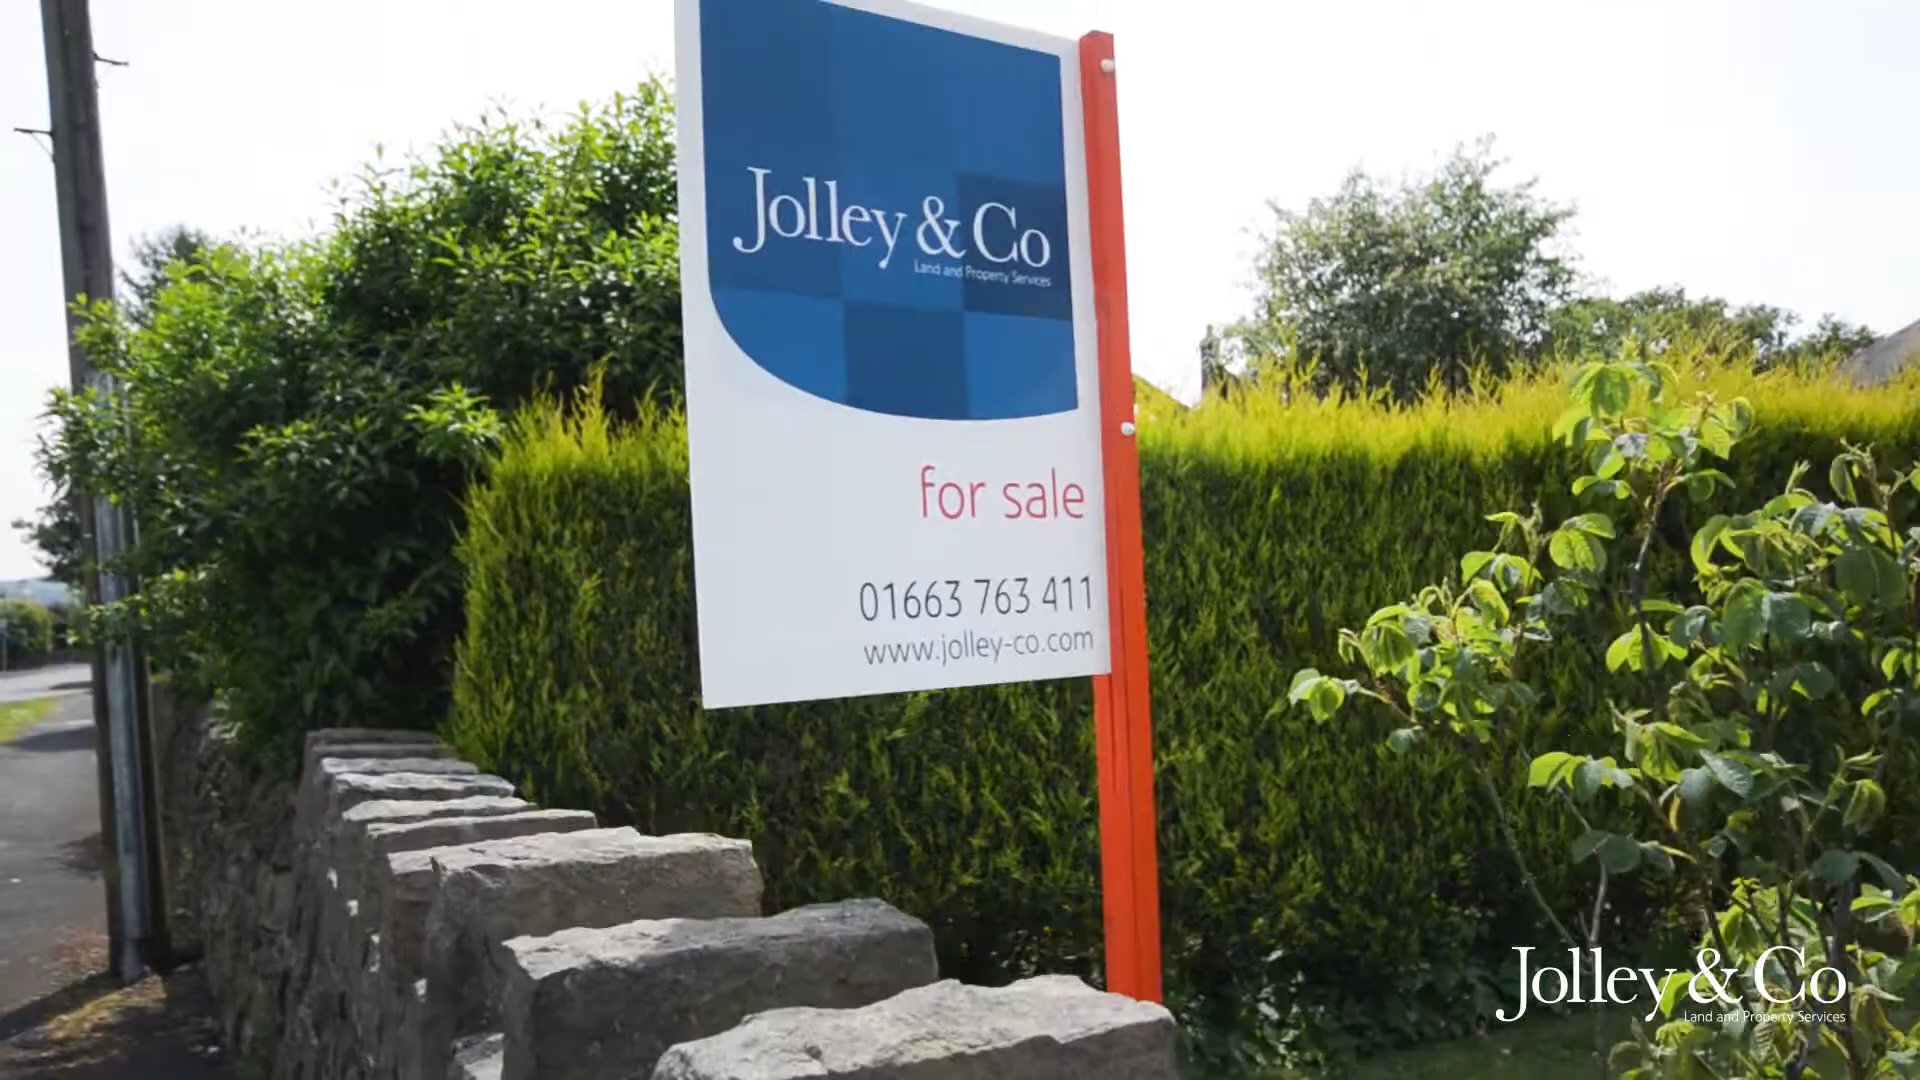 Jolley & Co
Land and Property Services
for sale
01663 763 411
www.jolley-co.com
Jolley & Co
Land and Property Services